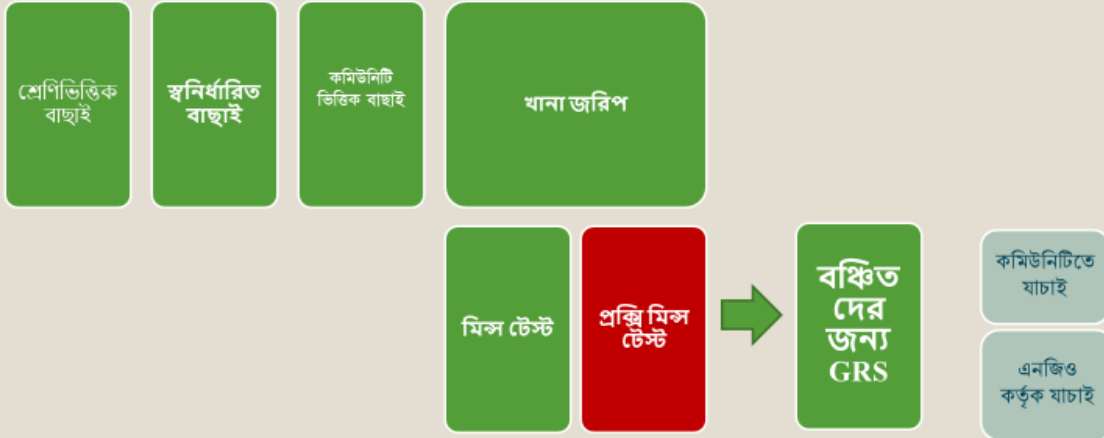 শ্রেণিভিত্তিক
বাছাই
স্বনির্ধারিত
বাছাই
কমিউনিটি
ভিত্তিক বাছাই
খানা জরিপ
মিন্স টেস্ট
প্রক্সি মিন্স
টেস্ট
বঞ্চিত
দের
জন্য
GRS
কমিউনিটিতে
যাচাই
এনজিও
কর্তৃক যাচাই